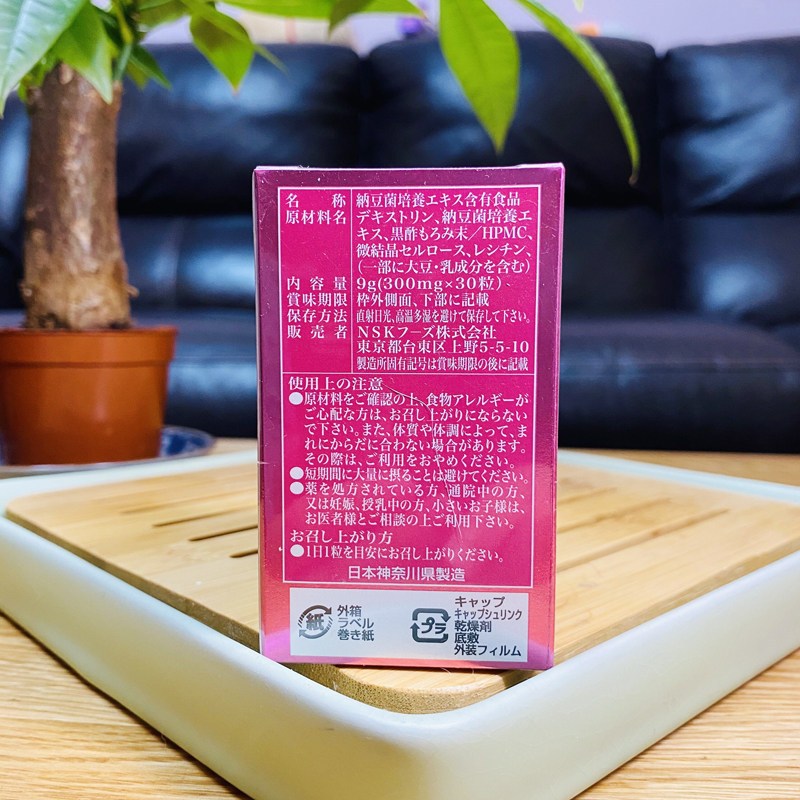 名称 納豆菌培養エキス含有食品
原材料名 デキストリン、納豆菌培養エ
キス、黒酢もろみ末／HPMC、
微結晶セルロース、レシチン、
(一部に大豆・乳成分を含む)
内容量 9g(300mg×30粒)
賞味期限 枠外側面、下部に記載
保存方法 直射日光、高温多湿を避けて保存して下さい。
販売者 NSKフーズ株式会社
東京都台東区上野5-5-10
製造所固有記号は賞味期限の後に記載
使用上の注意
●原材料をご確認の上、食物アレルギーが
ご心配な方は、お召し上がりにならない
で下さい。また、体質や体調によって、ま
れにからだに合わない場合があります。
その際は、ご利用をおやめください。
●短期間に大量に摂ることは避けてください。
●薬を処方されている方、通院中の方、
又は妊娠、授乳中の方、小さいお子様は、
お医者様とご相談の上ご利用下さい。
お召し上がり方
●1日1粒を目安にお召し上がりください。
日本神奈川県製造
紙
外箱
ラベル
巻き紙
プラ
キャップ
キャップシュリンク
乾燥剤
底敷
外装フィルム